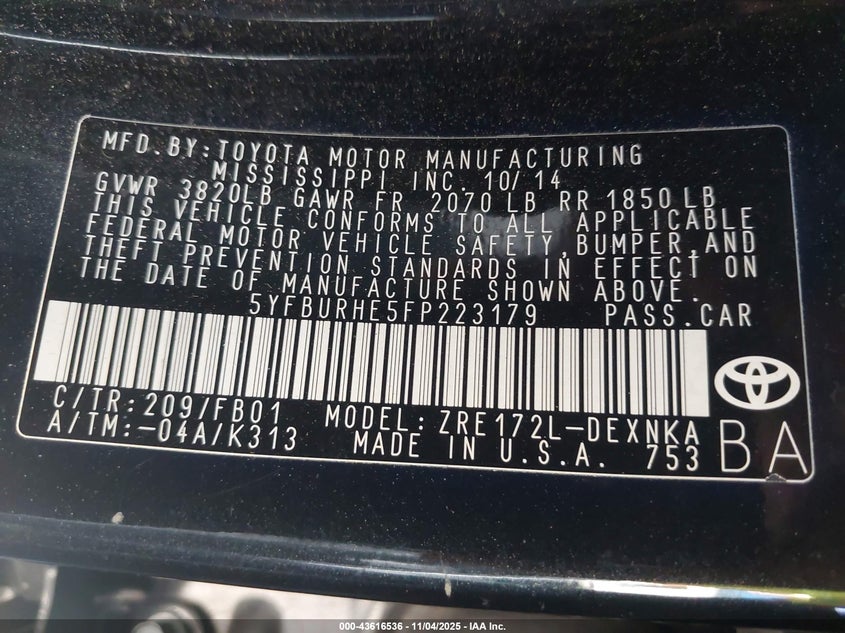 MFD.BY:TOYOTA MOTOR MANUFACTURING
MISSISSIPPI INC. 10/14
GVWR 3820LB GAWR FR 2070LB RR 1850LB
THIS VEHICLE CONFORMS TO ALL APPLICABLE
FEDERAL MOTOR VEHICLE SAFETY,BUMPER,AND
THEFT PREVENTION STANDARDS IN EFFECT ON
THE DATE OF MANUFACTURE SHOWN ABOVE.
5YFBURHE5FP223179 PASS.CAR
C/TR:209/FB01 MODEL:ZRE172L-DEXNKA
A/TM:-04A/K313 MADE IN U.S.A. 753 BA
000-43616536 - 11/04/2025 - IAA Inc.